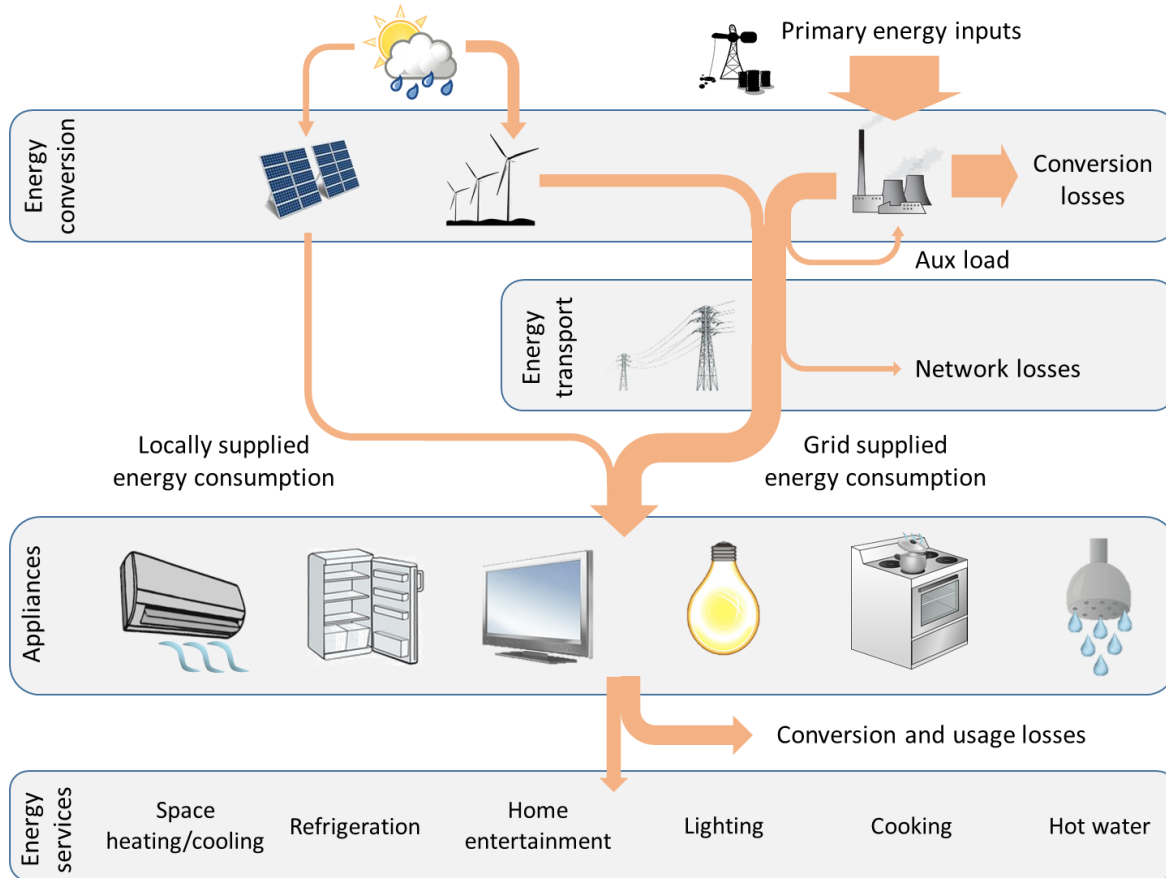 Primary energy inputs
Energy
conversion
Conversion
losses
Aux load
Energy
transport
Network losses
Locally supplied
energy consumption
Grid supplied
energy consumption
Appliances
Conversion and usage losses
Energy
services
Space
heating/cooling
Refrigeration
Home
entertainment
Lighting
Cooking
Hot water